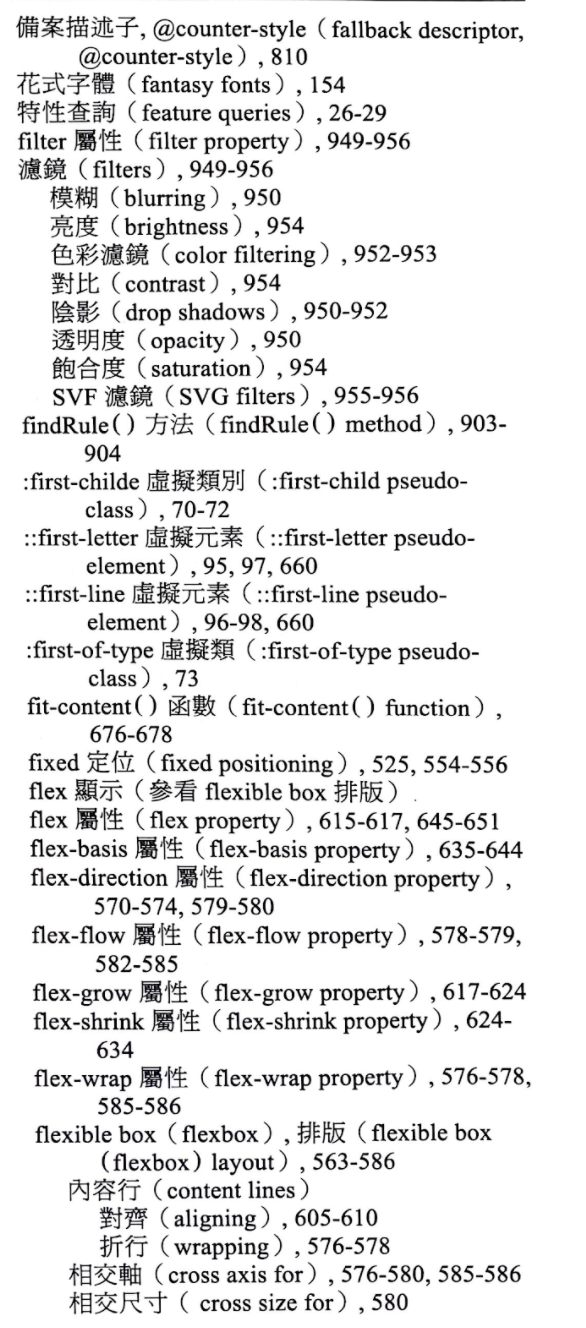 備案描述子, @counter-style（fallback descriptor,
@counter-style）, 810
花式字體（fantasy fonts）, 154
特性查詢（feature queries）, 26-29
filter 屬性（filter property）, 949-956
濾鏡（filters）, 949-956
模糊（blurring）, 950
亮度（brightness）, 954
色彩濾鏡（color filtering）, 952-953
對比（contrast）, 954
陰影（drop shadows）, 950-952
透明度（opacity）, 950
飽合度（saturation）, 954
SVF 濾鏡（SVG filters）, 955-956
findRule() 方法（findRule() method）, 903-
904
:first-childe 虛擬類別（:first-child pseudo-
class）, 70-72
::first-letter 虛擬元素（::first-letter pseudo-
element）, 95, 97, 660
::first-line 虛擬元素（::first-line pseudo-
element）, 96-98, 660
:first-of-type 虛擬類（:first-of-type pseudo-
class）, 73
fit-content() 函數（fit-content() function）,
676-678
fixed 定位（fixed positioning）, 525, 554-556
flex 顯示（參看 flexible box 排版）
flex 屬性（flex property）, 615-617, 645-651
flex-basis 屬性（flex-basis property）, 635-644
flex-direction 屬性（flex-direction property）,
570-574, 579-580
flex-flow 屬性（flex-flow property）, 578-579,
582-585
flex-grow 屬性（flex-grow property）, 617-624
flex-shrink 屬性（flex-shrink property）, 624-
634
flex-wrap 屬性（flex-wrap property）, 576-578,
585-586
flexible box（flexbox）, 排版（flexible box
(flexbox) layout）, 563-586
內容行（content lines）
對齊（aligning）, 605-610
折行（wrapping）, 576-578
相交軸（cross axis for）, 576-580, 585-586
相交尺寸（ cross size for）, 580